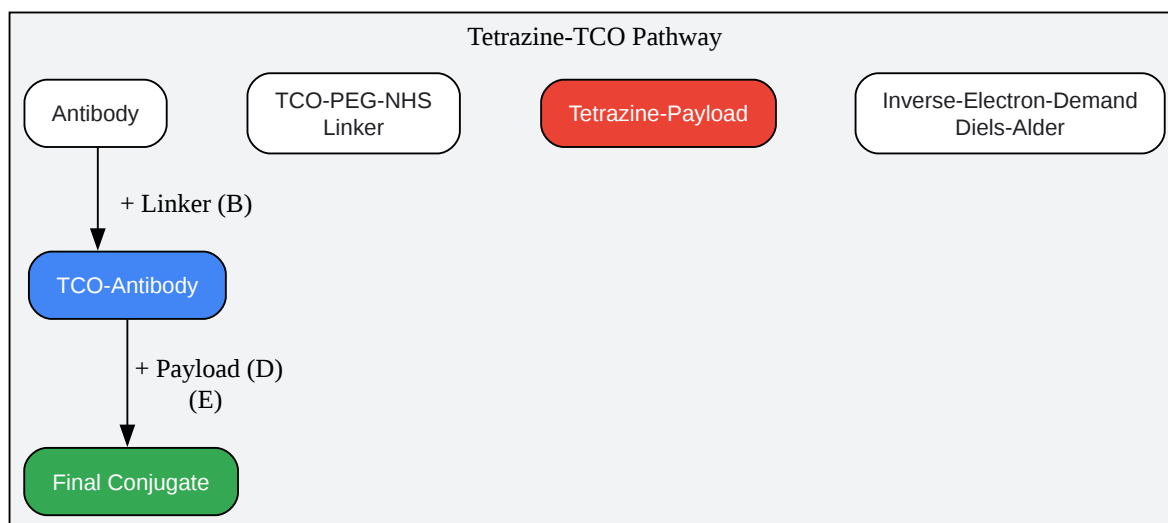 Tetrazine-TCO Pathway
Antibody
TCO-PEG-NHS
Linker
Tetrazine-Payload
Inverse-Electron-Demand
Diels-Alder
+ Linker (B)
TCO-Antibody
+ Payload (D)
(E)
Final Conjugate